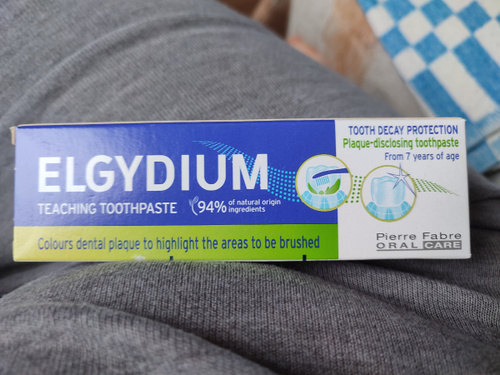 ELGYDIUM
TEACHING TOOTHPASTE
94% of natural origin
ingredients
Colours dental plaque to highlight the areas to be brushed
TOOTH DECAY PROTECTION
Plaque-disclosing toothpaste
From 7 years of age
Pierre Fabre
ORAL CARE